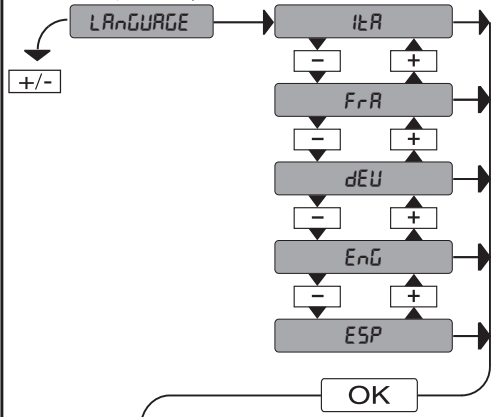 LAnGUAGE ItA
+/-
- +
FrA
- +
dEU
- +
EnG
- +
ESP
OK